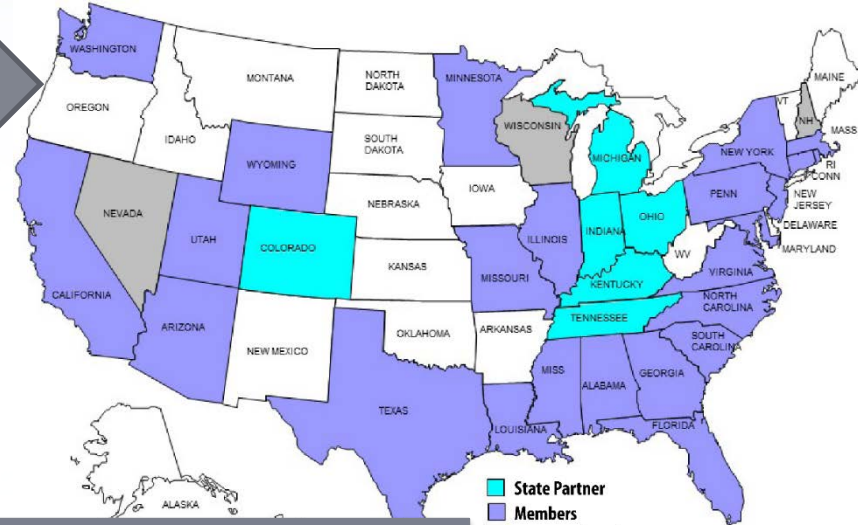 WASHINGTON
MONTANA
NORTH
DAKOTA
MINNESOTA
MAINE
OREGON
IDAHO
SOUTH
DAKOTA
WISCONSIN
MICHIGAN
VT
NH
MASS
NEW YORK
RI
CONN
WYOMING
IOWA
PENN
NEW
JERSEY
NEBRASKA
NEVADA
UTAH
COLORADO
ILLINOIS
INDIANA
OHIO
DELAWARE
MARYLAND
WV
KANSAS
MISSOURI
KENTUCKY
VIRGINIA
CALIFORNIA
ARIZONA
NEW MEXICO
OKLAHOMA
ARKANSAS
TENNESSEE
NORTH
CAROLINA
SOUTH
CAROLINA
MISS
ALABAMA
GEORGIA
TEXAS
LOUISIANA
FLORIDA
ALASKA
State Partner
Members